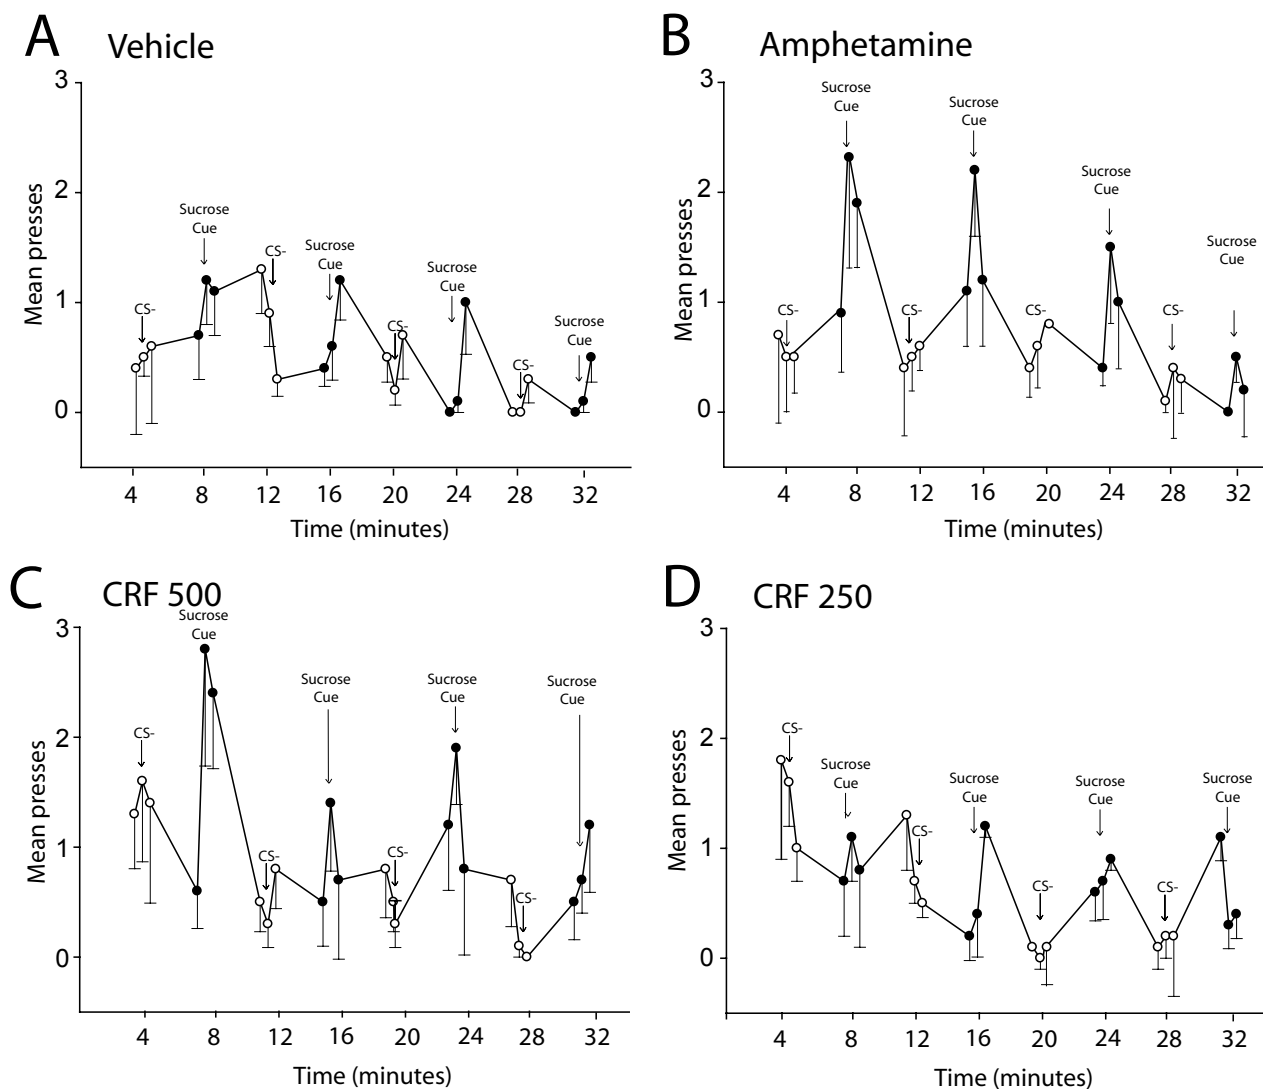 A Vehicle
3
2
1
0
Mean presses
CS-
Sucrose
Cue
CS-
Sucrose
Cue
CS-
Sucrose
Cue
CS-
Sucrose
Cue
4 8 12 16 20 24 28 32
Time (minutes)
B Amphetamine
3
2
1
0
Mean presses
CS-
Sucrose
Cue
CS-
Sucrose
Cue
CS-
Sucrose
Cue
CS-
Sucrose
Cue
4 8 12 16 20 24 28 32
Time (minutes)
C CRF 500
3
2
1
0
Mean presses
CS-
Sucrose
Cue
CS-
Sucrose
Cue
CS-
Sucrose
Cue
CS-
Sucrose
Cue
4 8 12 16 20 24 28 32
Time (minutes)
D CRF 250
3
2
1
0
Mean presses
CS-
Sucrose
Cue
CS-
Sucrose
Cue
CS-
Sucrose
Cue
CS-
Sucrose
Cue
4 8 12 16 20 24 28 32
Time (minutes)